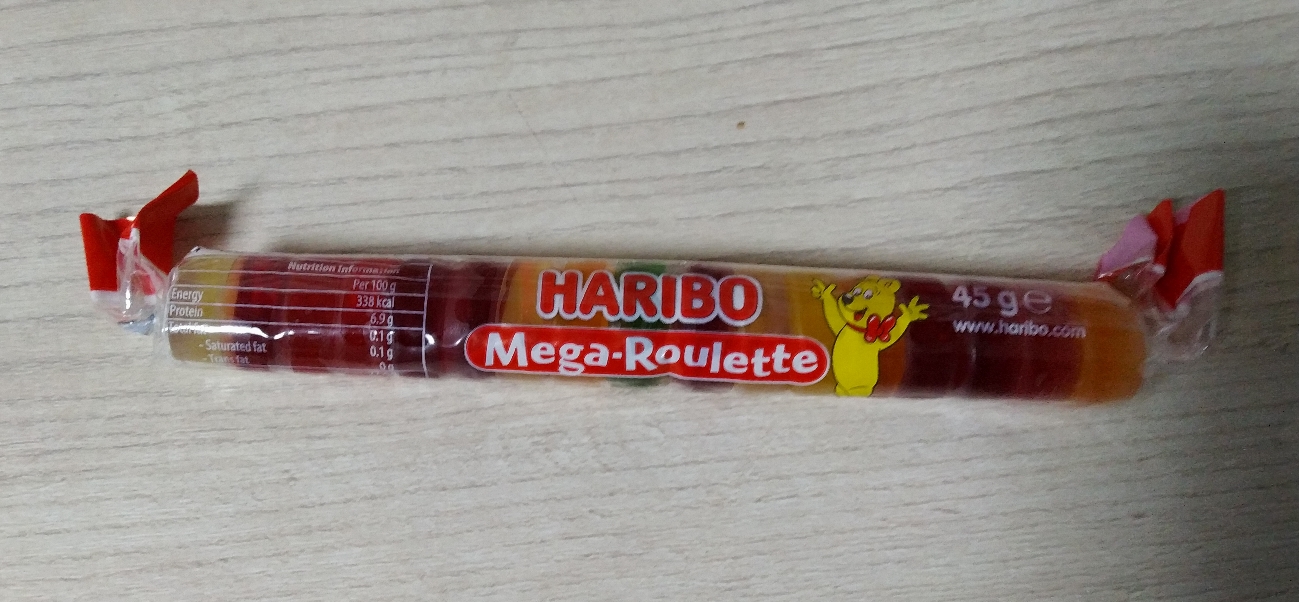 Nutrition Information
Per 100 g
Energy 338 kcal
Protein 6.9 g
0.1 g
- Saturated fat 0.1 g
- Trans fat
HARIBO
Mega-Roulette
45 g ℮
www.haribo.com